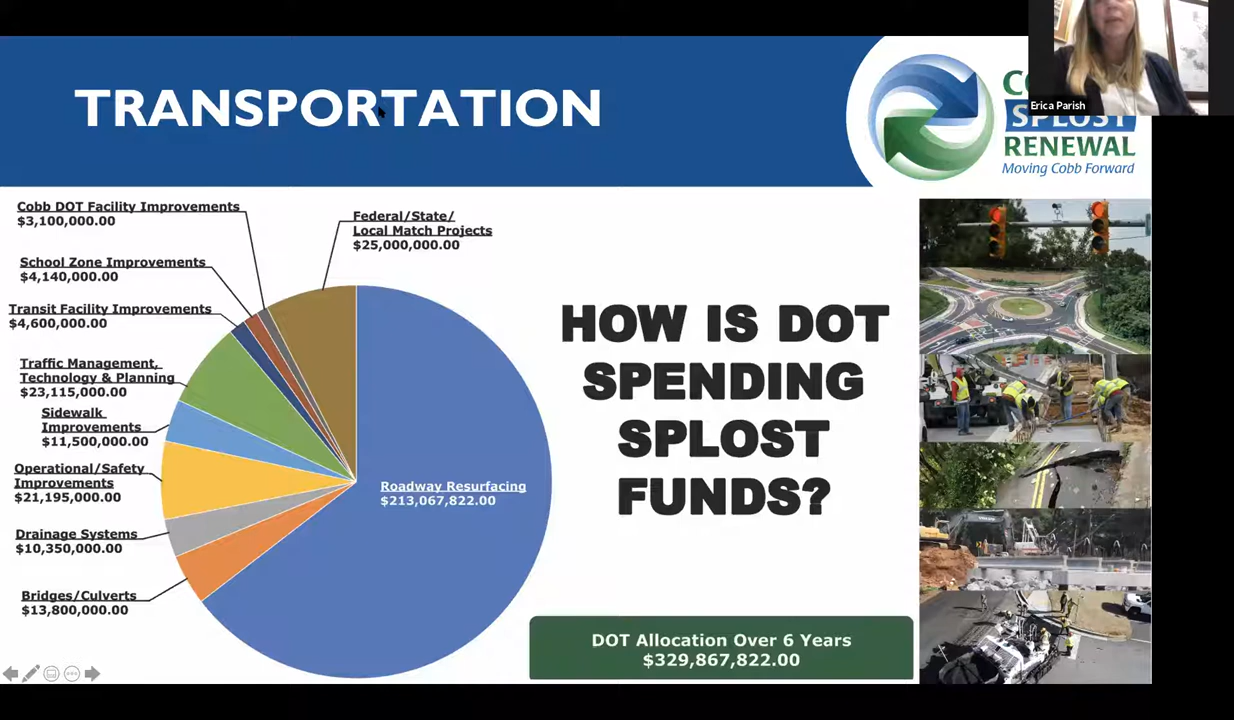 TRANSPORTATION
SPLOST
RENEWAL
Moving Cobb Forward
Erica Parish
Cobb DOT Facility Improvements
$3,100,000.00
School Zone Improvements
$4,140,000.00
Transit Facility Improvements
$4,600,000.00
Traffic Management,
Technology & Planning
$23,115,000.00
Sidewalk
Improvements
$11,500,000.00
Operational/Safety
Improvements
$21,195,000.00
Drainage Systems
$10,350,000.00
Bridges/Culverts
$13,800,000.00
Federal/State/
Local Match Projects
$25,000,000.00
Roadway Resurfacing
$213,067,822.00
HOW IS DOT
SPENDING
SPLOST
FUNDS?
DOT Allocation Over 6 Years
$329,867,822.00